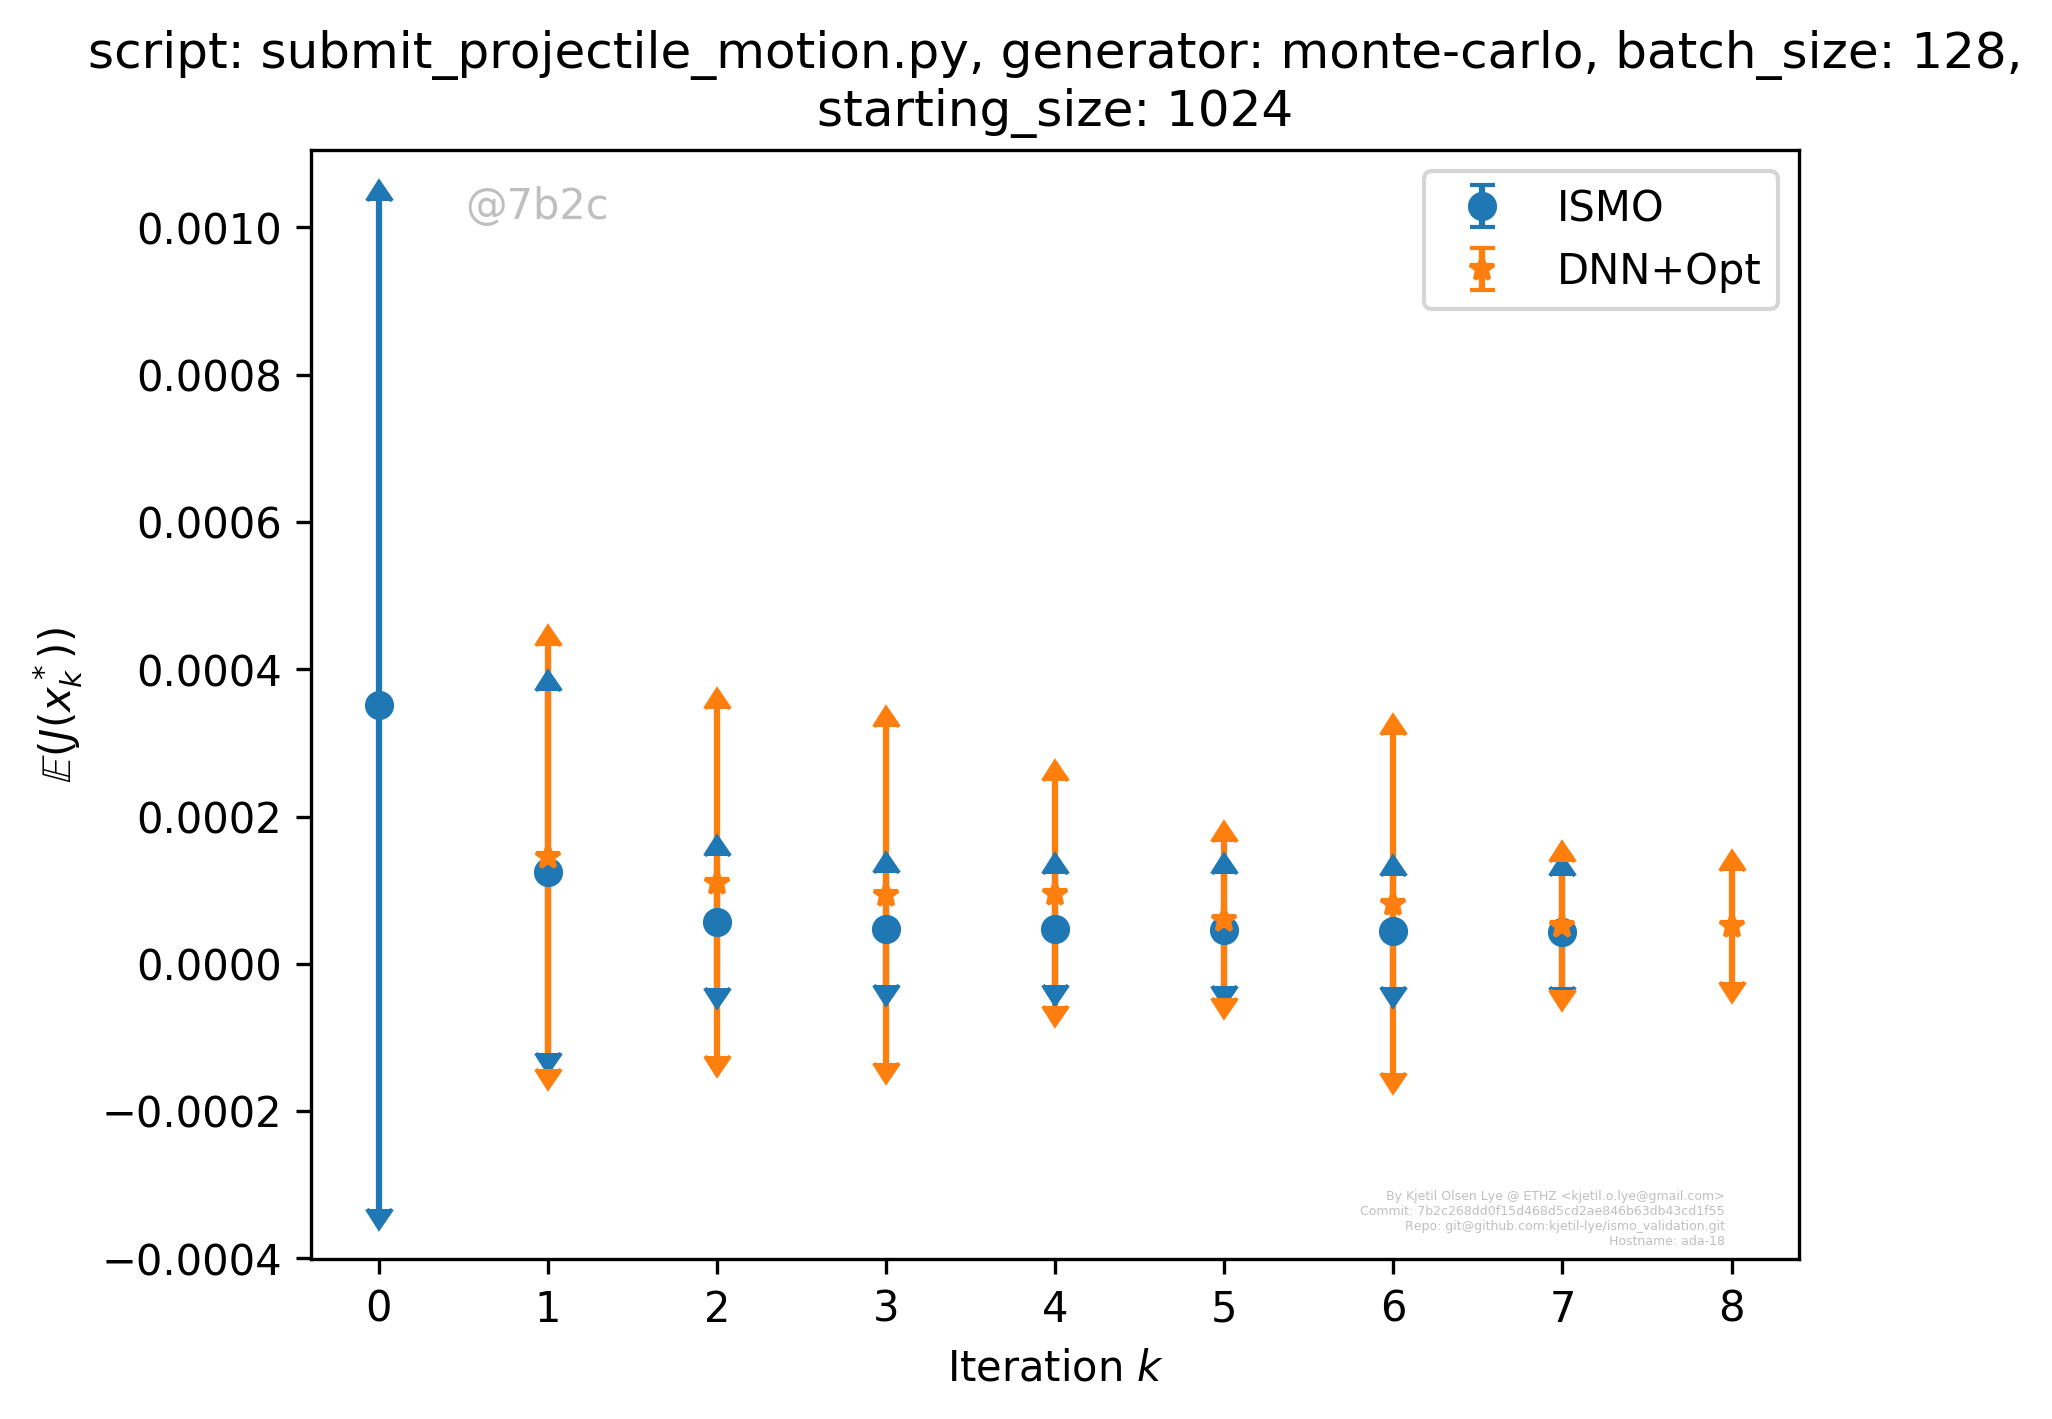 script: submit_projectile_motion.py, generator: monte-carlo, batch_size: 128,
starting_size: 1024
@7b2c
ISMO
DNN+Opt
0.0010
0.0008
0.0006
0.0004
0.0002
0.0000
−0.0002
−0.0004
𝔼(J(x*k))
0 1 2 3 4 5 6 7 8
Iteration k
By Kjetil Olsen Lye @ ETHZ <kjetil.o.lye@gmail.com>
Commit: 7b2c268dd0f15d468d5cd2ae846b63db43cd1f55
Repo: git@github.com:kjetil-lye/ismo_validation.git
Hostname: ada-18